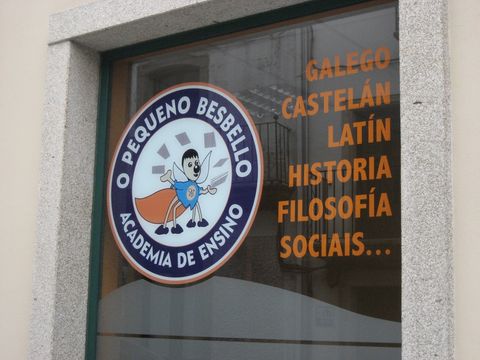 O PEQUENO BESBELLO
ACADEMIA DE ENSINO
GALEGO
CASTELÁN
LATÍN
HISTORIA
FILOSOFÍA
SOCIAIS...